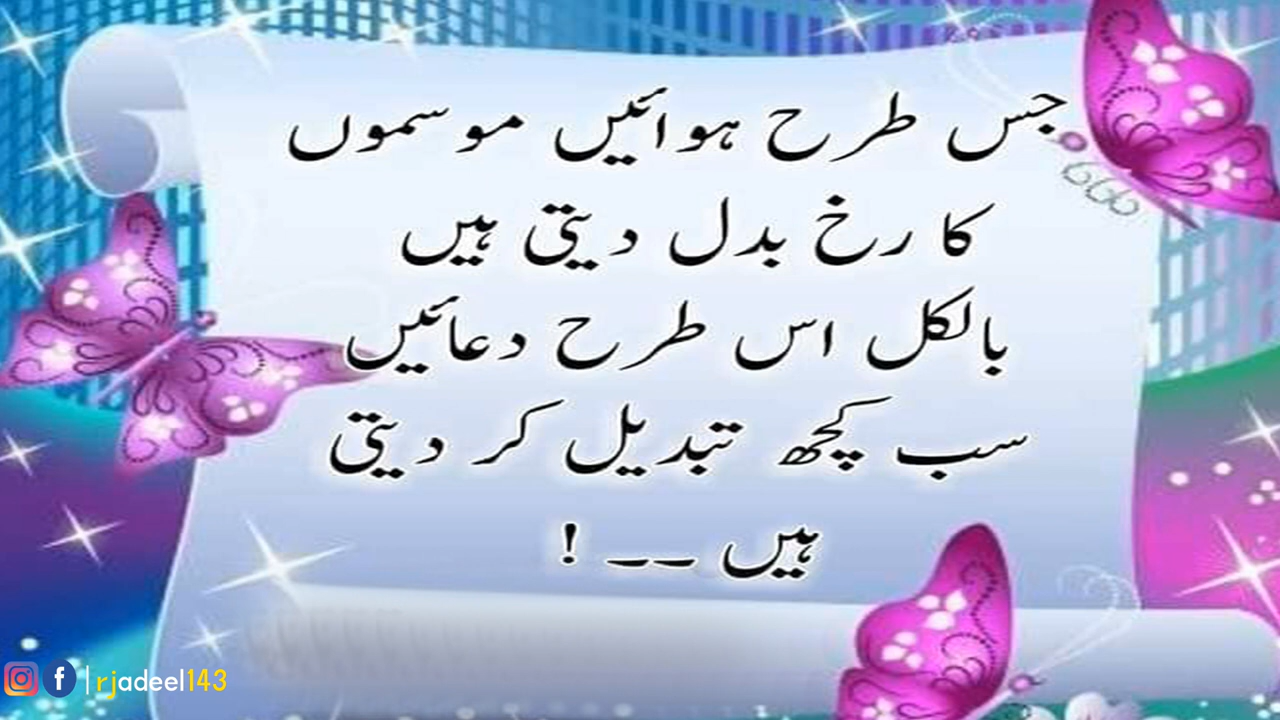 جس طرح ہوائیں موسموں
کا رخ بدل دیتی ہیں
بالکل اس طرح دعائیں
سب کچھ تبدیل کر دیتی
ہیں ۔۔ !
rjadeel143